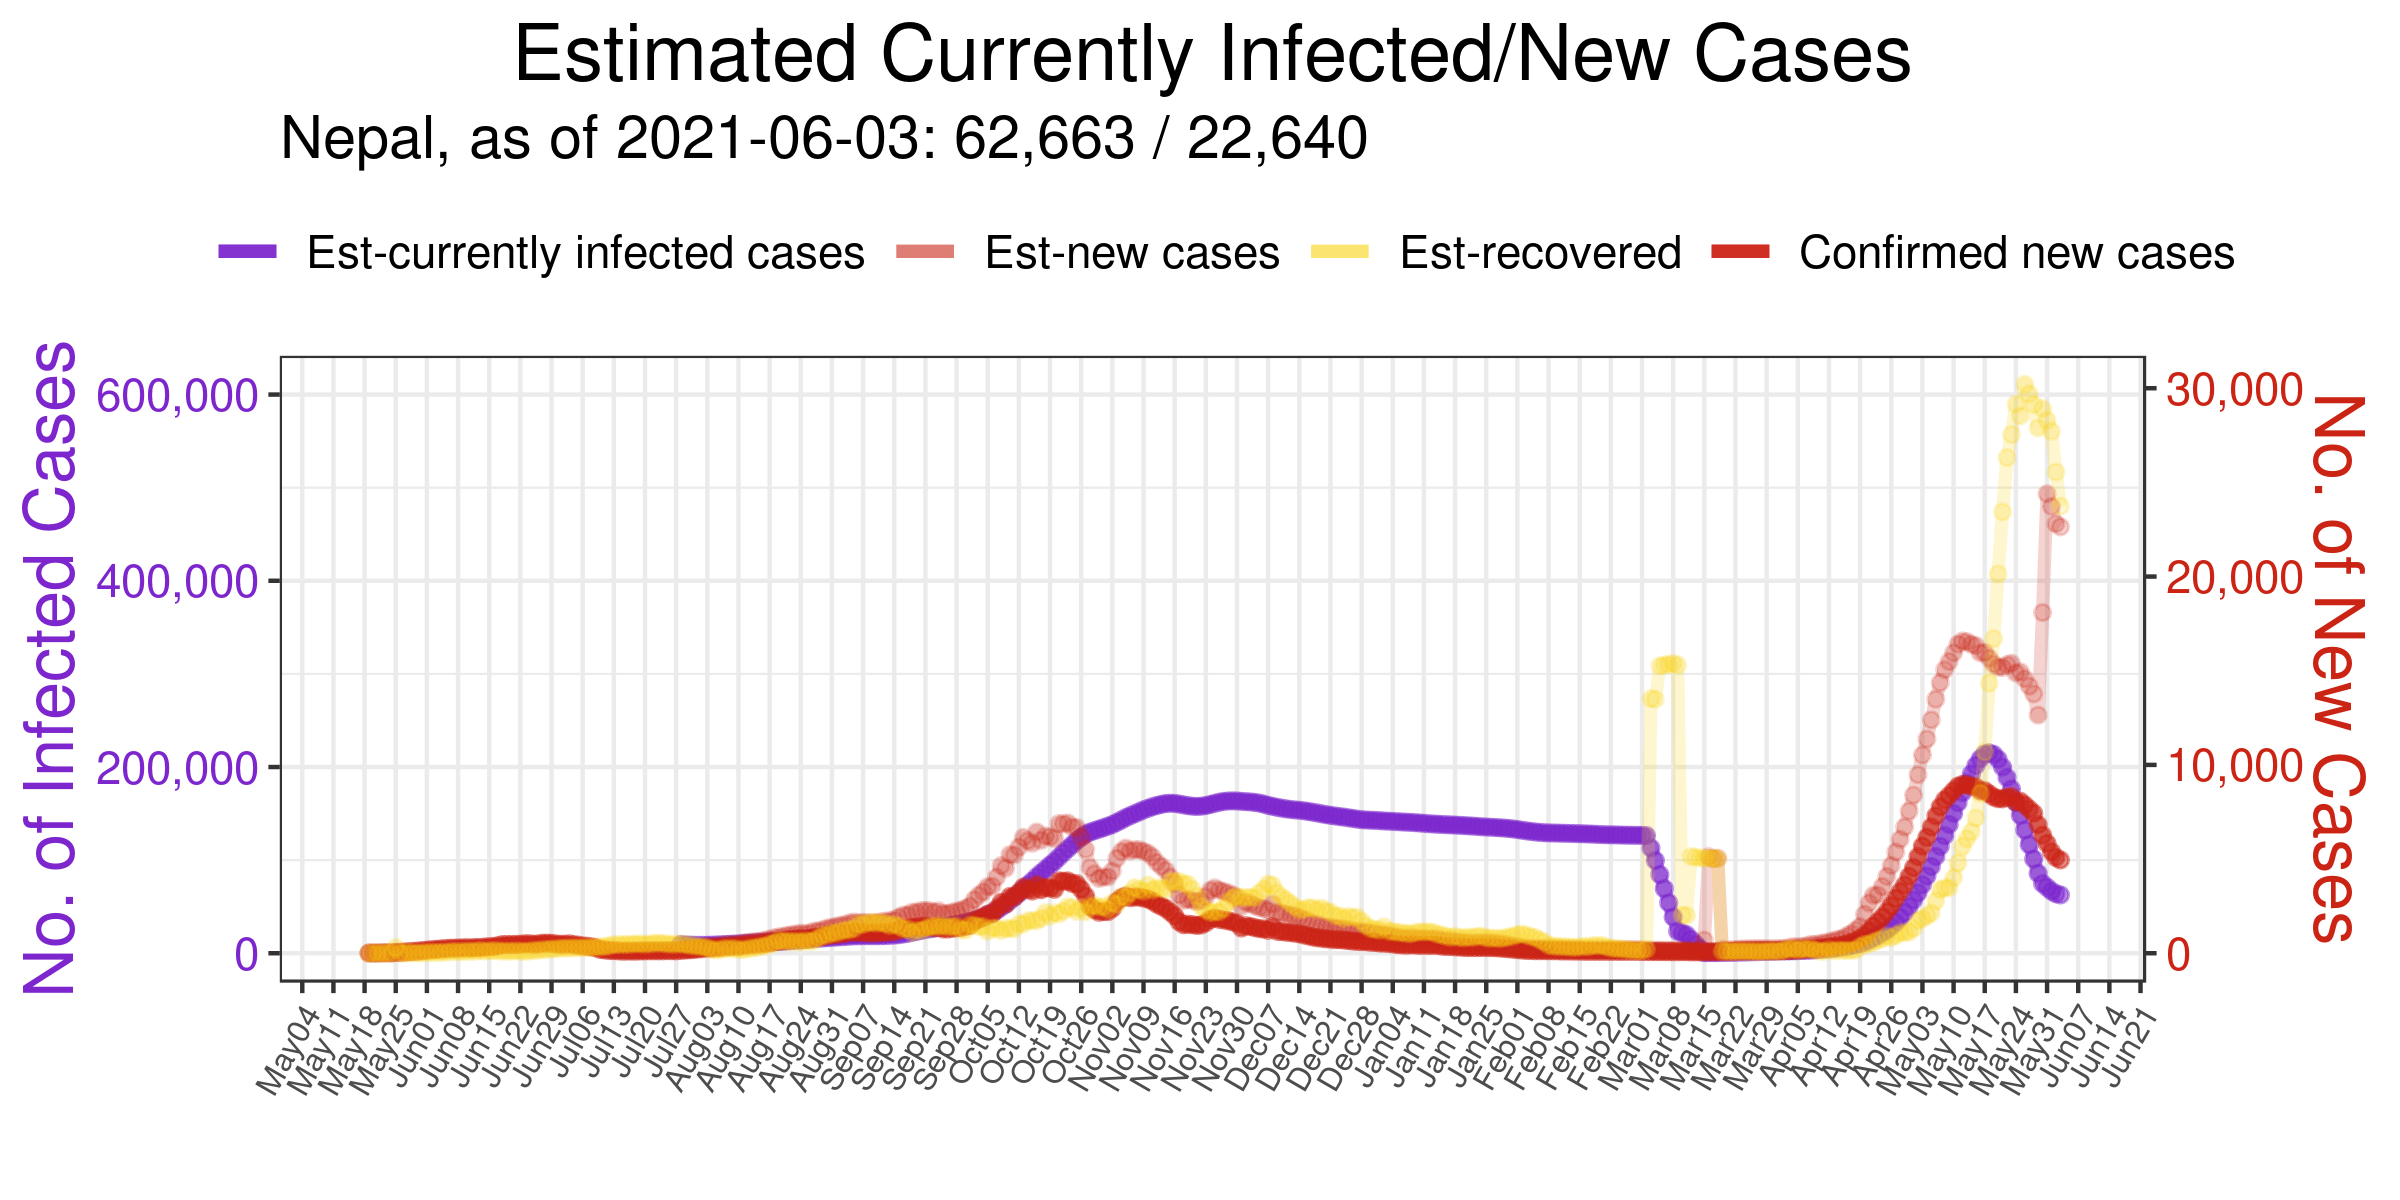 Estimated Currently Infected/New Cases
Nepal, as of 2021-06-03: 62,663 / 22,640
Est-currently infected cases Est-new cases Est-recovered Confirmed new cases
No. of Infected Cases
600,000
400,000
200,000
0
30,000
20,000
10,000
0
No. of New Cases
May04 May11 May18 May25 Jun01 Jun08 Jun15 Jun22 Jun29 Jul06 Jul13 Jul20 Jul27 Aug03 Aug10 Aug17 Aug24 Aug31 Sep07 Sep14 Sep21 Sep28 Oct05 Oct12 Oct19 Oct26 Nov02 Nov09 Nov16 Nov23 Nov30 Dec07 Dec14 Dec21 Dec28 Jan04 Jan11 Jan18 Jan25 Feb01 Feb08 Feb15 Feb22 Mar01 Mar08 Mar15 Mar22 Mar29 Apr05 Apr12 Apr19 Apr26 May03 May10 May17 May24 May31 Jun07 Jun14 Jun21